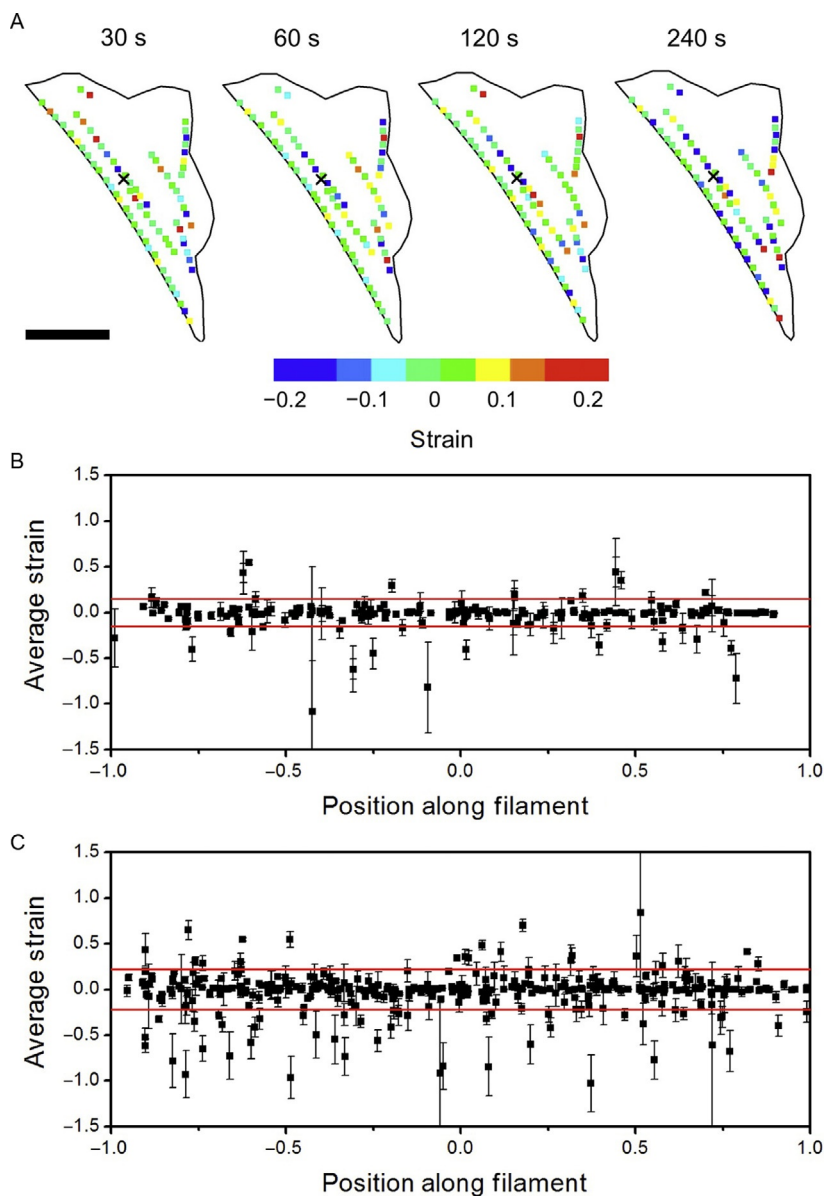 A
30 s 60 s 120 s 240 s
−0.2 −0.1 0 0.1 0.2
Strain
B
1.5
1.0
0.5
0.0
−0.5
−1.0
−1.5
Average strain
−1.0 −0.5 0.0 0.5 1.0
Position along filament
C
1.5
1.0
0.5
0.0
−0.5
−1.0
−1.5
Average strain
−1.0 −0.5 0.0 0.5 1.0
Position along filament